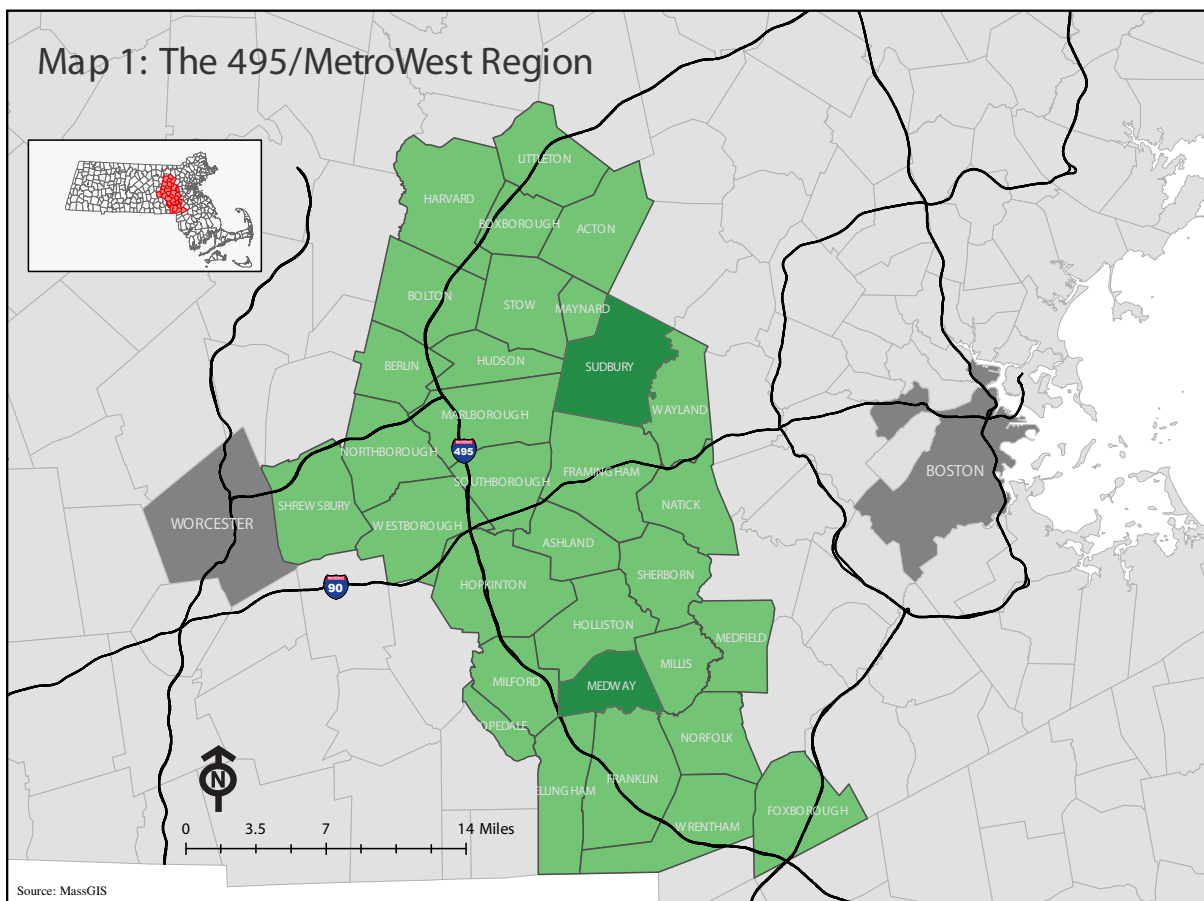 Map 1: The 495/MetroWest Region
LITTLETON
HARVARD
BOXBOROUGH
ACTON
BOLTON
STOW
MAYNARD
BERLIN
HUDSON
SUDBURY
MARLBOROUGH
WAYLAND
NORTHBOROUGH
495
SOUTHBOROUGH
FRAMINGHAM
BOSTON
SHREWSBURY
NATICK
WORCESTER
WESTBOROUGH
ASHLAND
SHERBORN
90
HOPKINTON
HOLLISTON
MEDFIELD
MILLIS
MILFORD
MEDWAY
OPEDALE
NORFOLK
N
FRANKLIN
ELLINGHAM
FOXBOROUGH
WRENTHAM
0 3.5 7 14 Miles
Source: MassGIS